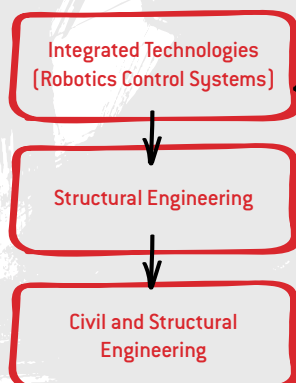 Integrated Technologies
(Robotics Control Systems)
Structural Engineering
Civil and Structural
Engineering